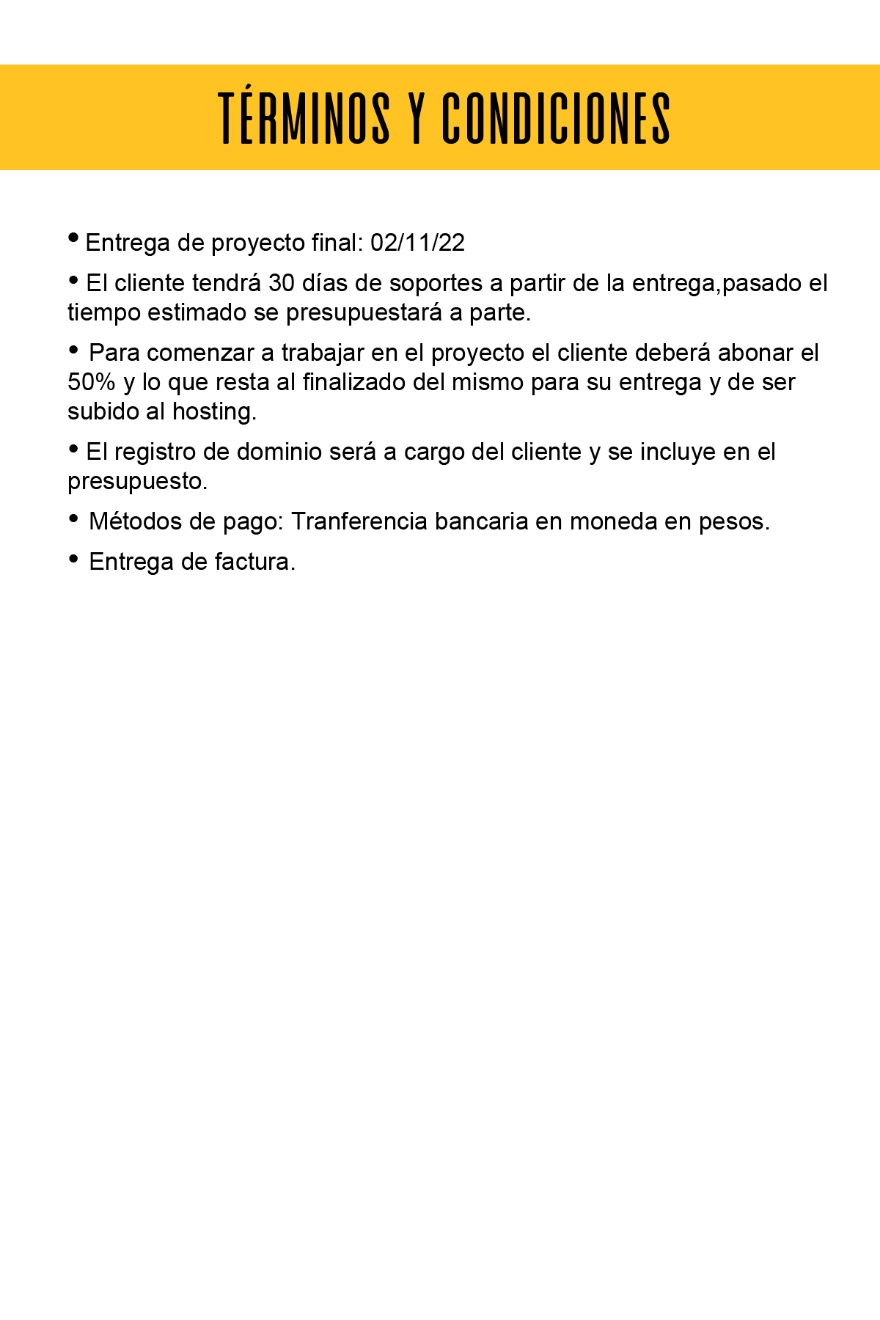 TÉRMINOS Y CONDICIONES
• Entrega de proyecto final: 02/11/22
• El cliente tendrá 30 días de soportes a partir de la entrega,pasado el
tiempo estimado se presupuestará a parte.
• Para comenzar a trabajar en el proyecto el cliente deberá abonar el
50% y lo que resta al finalizado del mismo para su entrega y de ser
subido al hosting.
• El registro de dominio será a cargo del cliente y se incluye en el
presupuesto.
• Métodos de pago: Tranferencia bancaria en moneda en pesos.
• Entrega de factura.